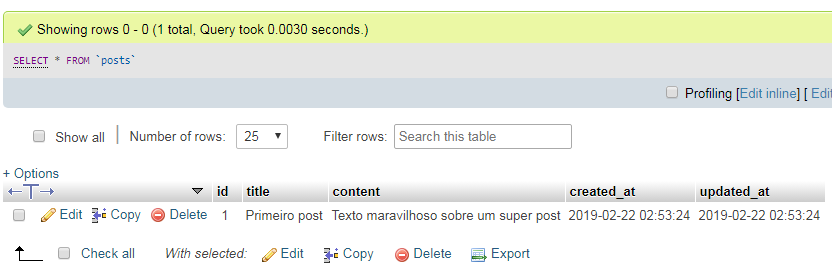 Showing rows 0 - 0 (1 total, Query took 0.0030 seconds.)
SELECT * FROM `posts`
Profiling [Edit inline] [ Edit
Show all | Number of rows: 25 Filter rows: Search this table
+ Options
←T→ id title content created_at updated_at
Edit Copy Delete 1 Primeiro post Texto maravilhoso sobre um super post 2019-02-22 02:53:24 2019-02-22 02:53:24
Check all With selected: Edit Copy Delete Export